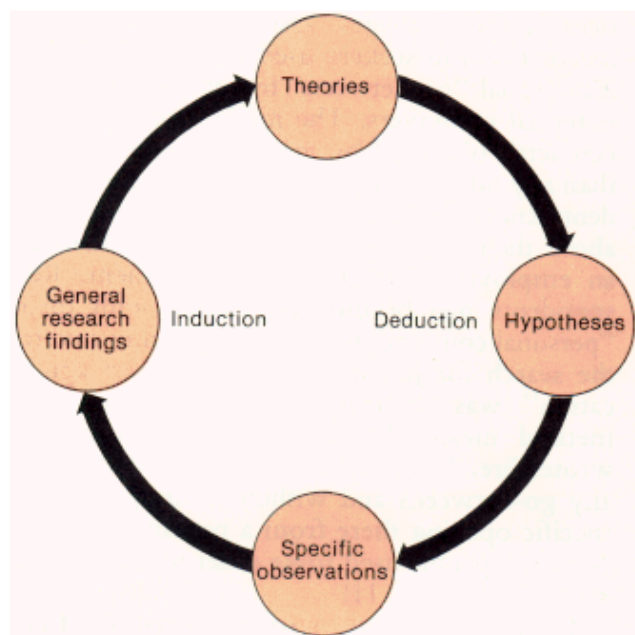 Theories
General
research
findings
Induction
Deduction
Hypotheses
Specific
observations